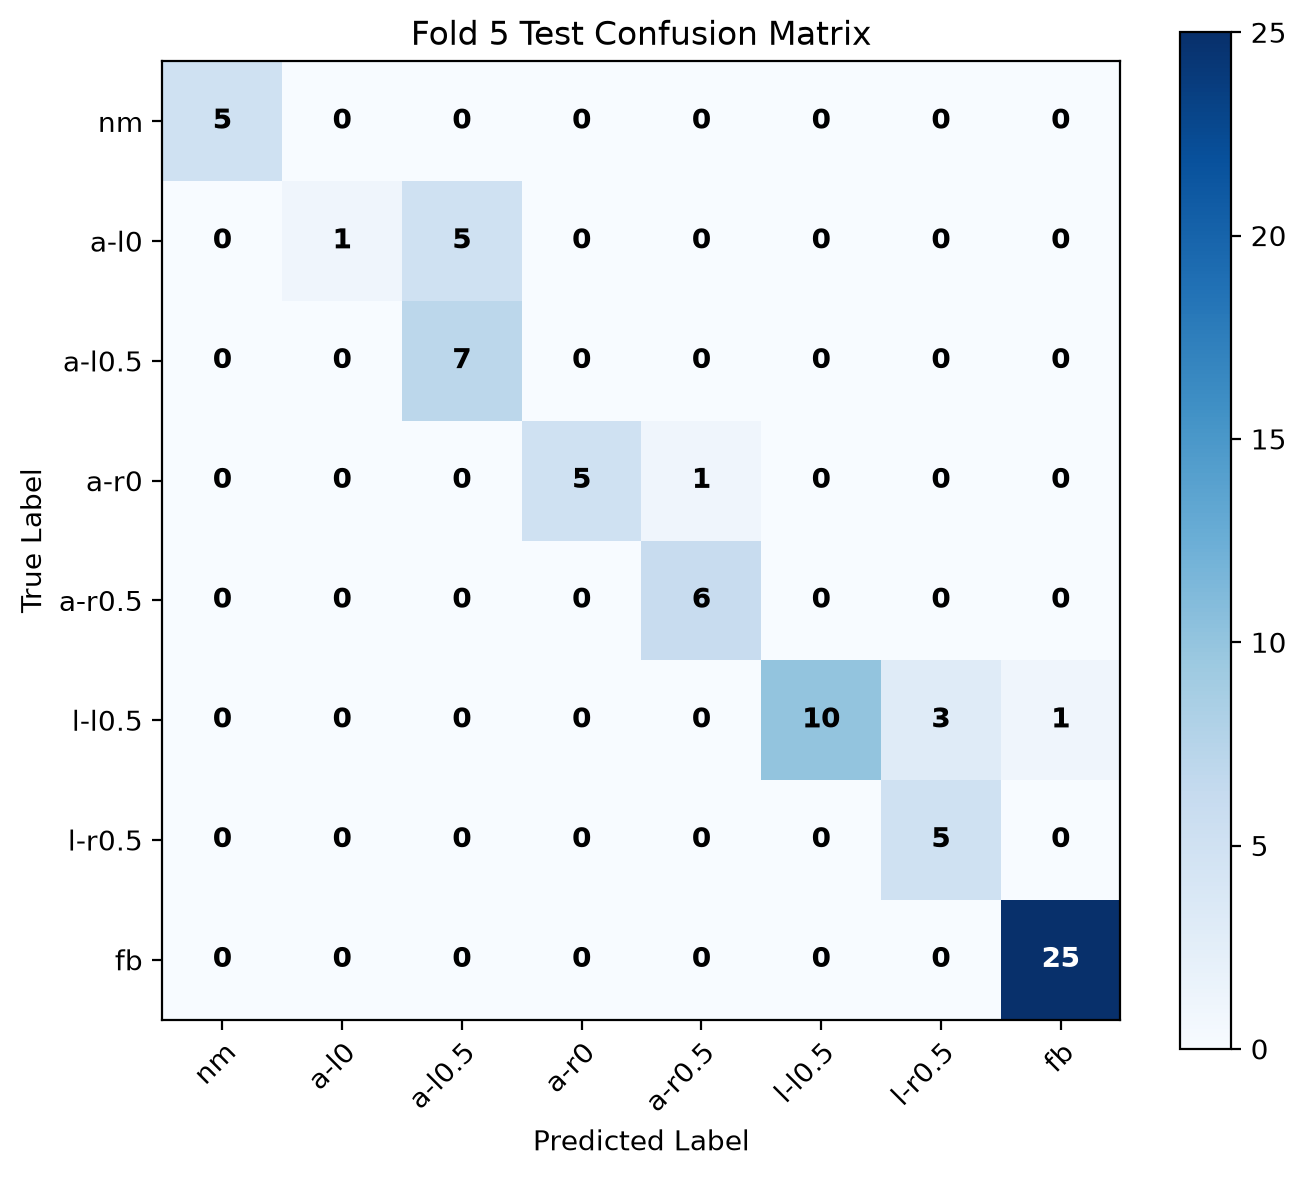 Fold 5 Test Confusion Matrix
25
nm 5 0 0 0 0 0 0 0
20
a-l0 0 1 5 0 0 0 0 0
a-l0.5 0 0 7 0 0 0 0 0
15
a-r0 0 0 0 5 1 0 0 0
True Label
a-r0.5 0 0 0 0 6 0 0 0
10
l-l0.5 0 0 0 0 0 10 3 1
l-r0.5 0 0 0 0 0 0 5 0
5
fb 0 0 0 0 0 0 0 25
0
nm a-l0 a-l0.5 a-r0 a-r0.5 l-l0.5 l-r0.5 fb
Predicted Label